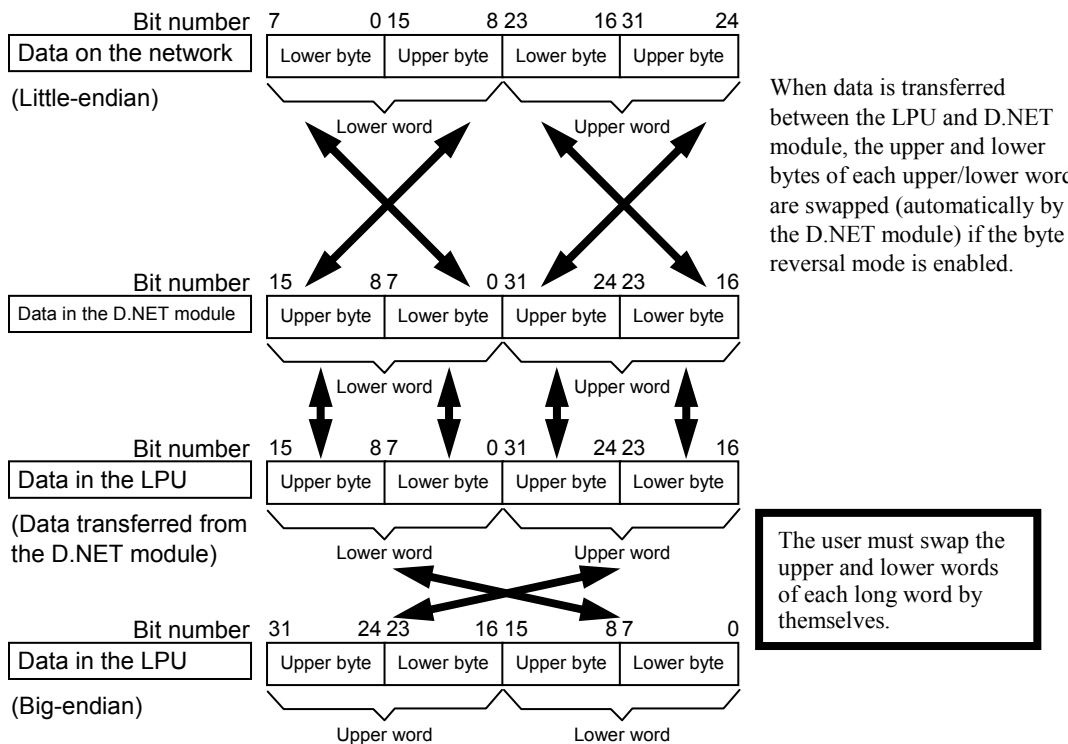 Bit number 7 0 15 8 23 16 31 24
Data on the network Lower byte Upper byte Lower byte Upper byte
(Little-endian)
Lower word Upper word
When data is transferred
between the LPU and D.NET
module, the upper and lower
bytes of each upper/lower word
are swapped (automatically by
the D.NET module) if the byte
reversal mode is enabled.
Bit number 15 8 7 0 31 24 23 16
Data in the D.NET module Upper byte Lower byte Upper byte Lower byte
Lower word Upper word
Bit number 15 8 7 0 31 24 23 16
Data in the LPU Upper byte Lower byte Upper byte Lower byte
(Data transferred from
the D.NET module)
Lower word Upper word
The user must swap the
upper and lower words
of each long word by
themselves.
Bit number 31 24 23 16 15 8 7 0
Data in the LPU Upper byte Lower byte Upper byte Lower byte
(Big-endian)
Upper word Lower word